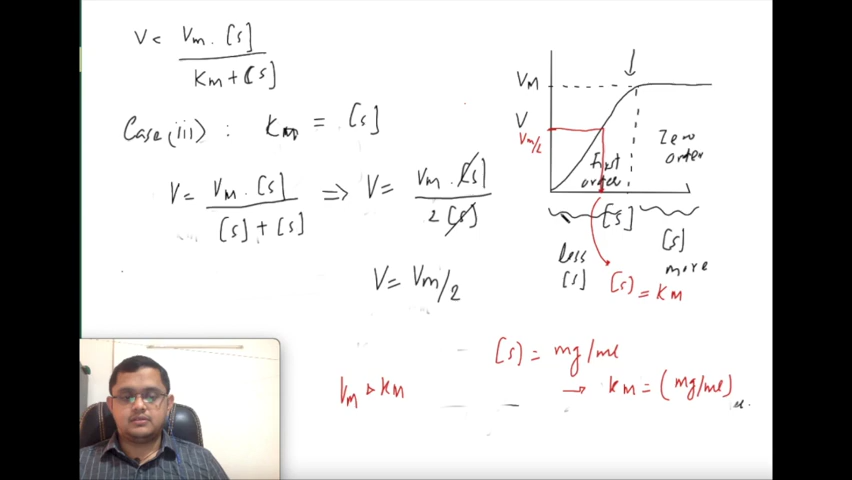 V = Vm . [s] / Km + [s]
Case (iii) : Km = [s]
V = Vm . [s] / [s] + [s] ⇒ V = Vm . [s] / 2 [s]
V = Vm/2
Vm
V
Vm/2
First order
Zero order
[s]
less [s]
[s] more
[s] = Km
[s] = mg/ml
Vm & Km → Km = (mg/ml)